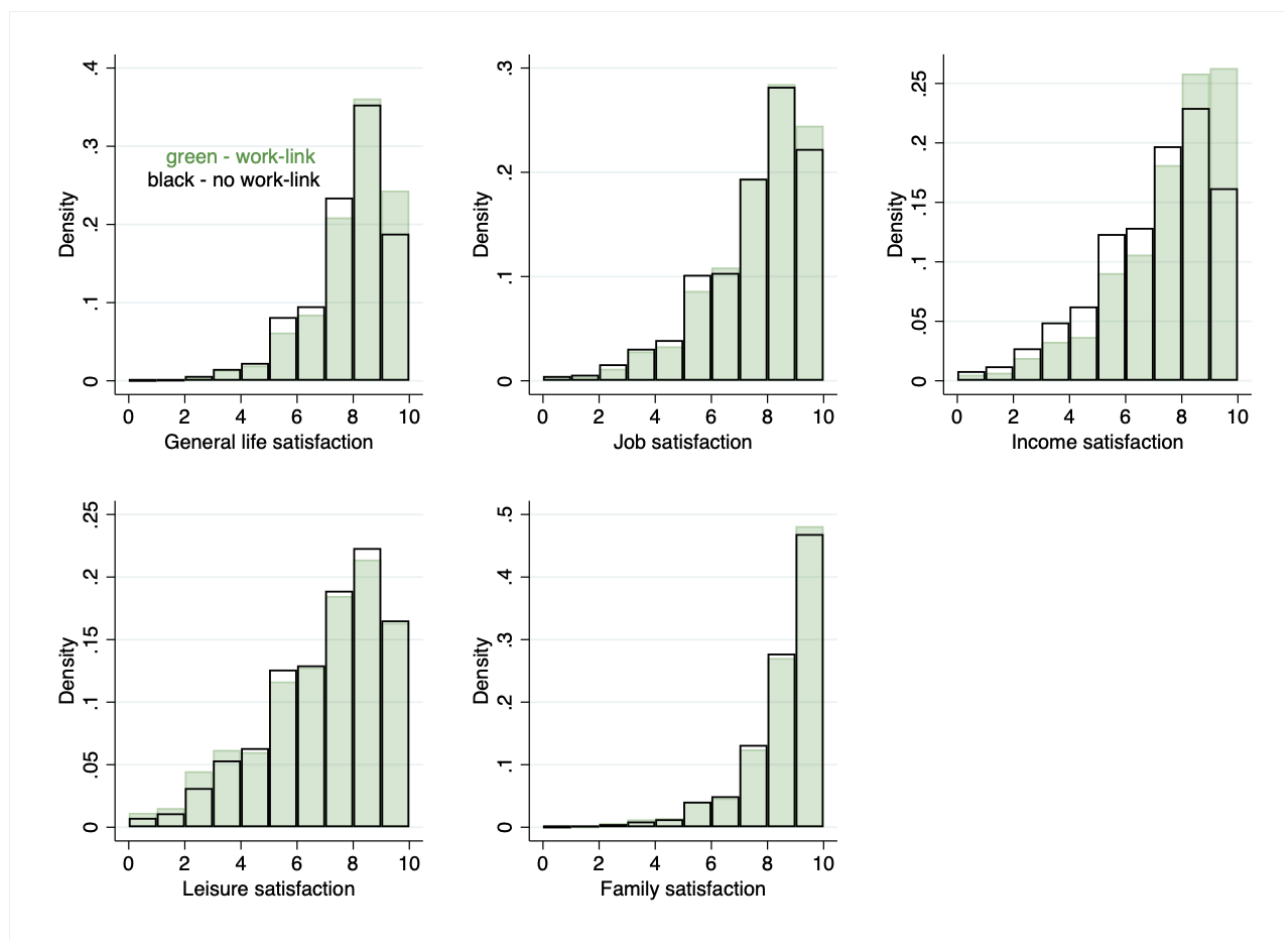 .4
.3
.2
.1
0
Density
green - work-link
black - no work-link
0 2 4 6 8 10
General life satisfaction
.3
.2
.1
0
Density
0 2 4 6 8 10
Job satisfaction
.25
.2
.15
.1
.05
0
Density
0 2 4 6 8 10
Income satisfaction
.25
.2
.15
.1
.05
0
Density
0 2 4 6 8 10
Leisure satisfaction
.5
.4
.3
.2
.1
0
Density
0 2 4 6 8 10
Family satisfaction